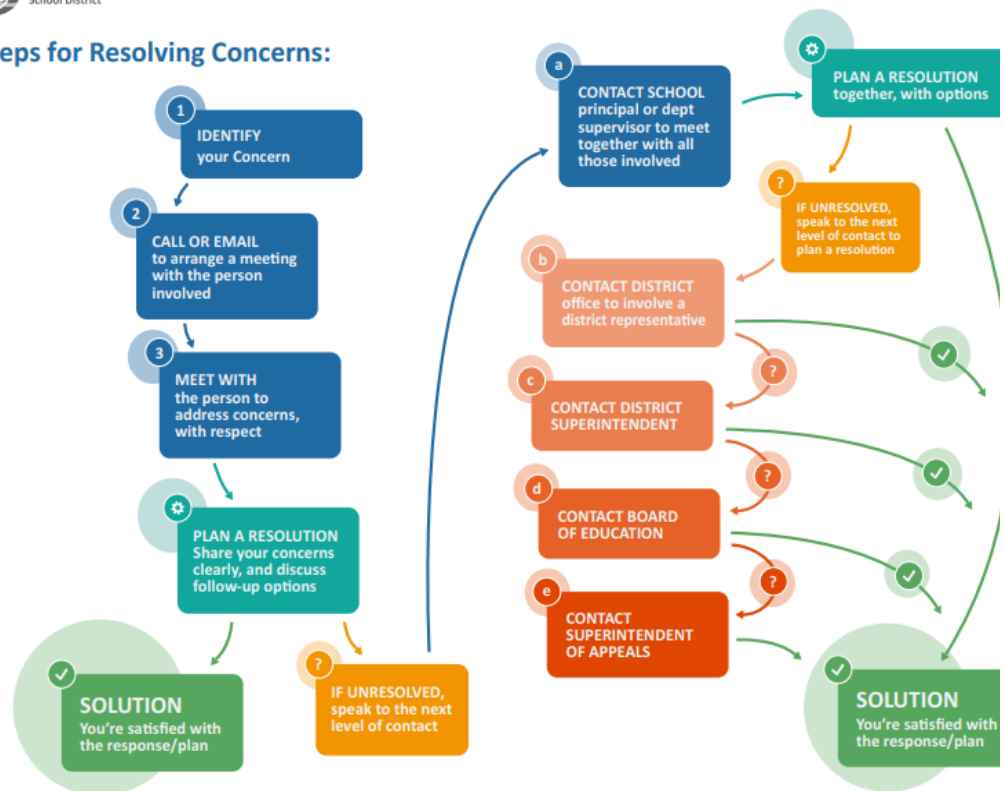 School District
eps for Resolving Concerns:
1
IDENTIFY
your Concern
2
CALL OR EMAIL
to arrange a meeting
with the person
involved
3
MEET WITH
the person to
address concerns,
with respect
PLAN A RESOLUTION
Share your concerns
clearly, and discuss
follow-up options
SOLUTION
You're satisfied with
the response/plan
?
IF UNRESOLVED,
speak to the next
level of contact
a
CONTACT SCHOOL
principal or dept
supervisor to meet
together with all
those involved
PLAN A RESOLUTION
together, with options
?
IF UNRESOLVED,
speak to the next
level of contact to
plan a resolution
b
CONTACT DISTRICT
office to involve a
district representative
?
c
CONTACT DISTRICT
SUPERINTENDENT
?
d
CONTACT BOARD
OF EDUCATION
?
e
CONTACT
SUPERINTENDENT
OF APPEALS
SOLUTION
You're satisfied with
the response/plan